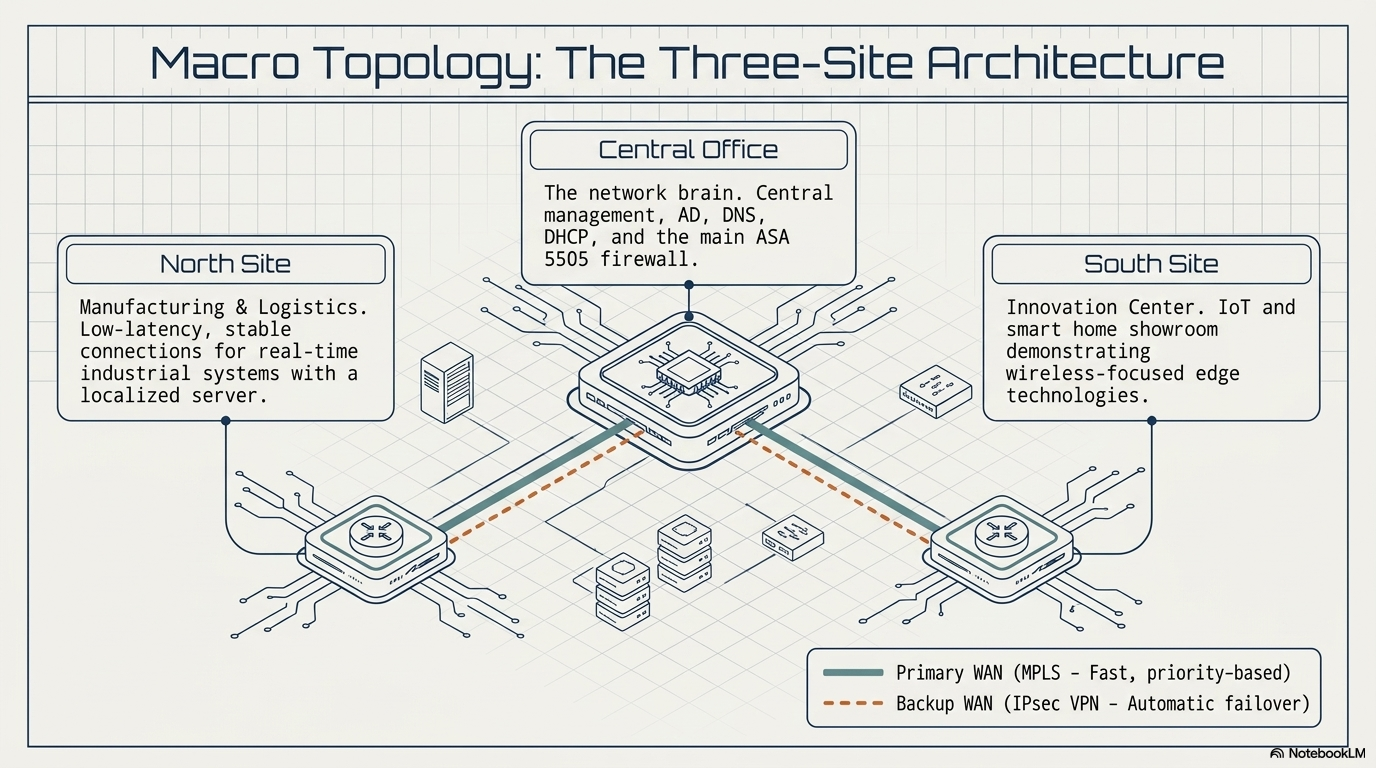 Macro Topology: The Three-Site Architecture
Central Office
The network brain. Central
management, AD, DNS,
DHCP, and the main ASA
5505 firewall.
North Site
Manufacturing & Logistics.
Low-latency, stable
connections for real-time
industrial systems with a
localized server.
South Site
Innovation Center. IoT and
smart home showroom
demonstrating
wireless-focused edge
technologies.
Primary WAN (MPLS – Fast, priority-based)
Backup WAN (IPsec VPN – Automatic failover)
NotebookLM